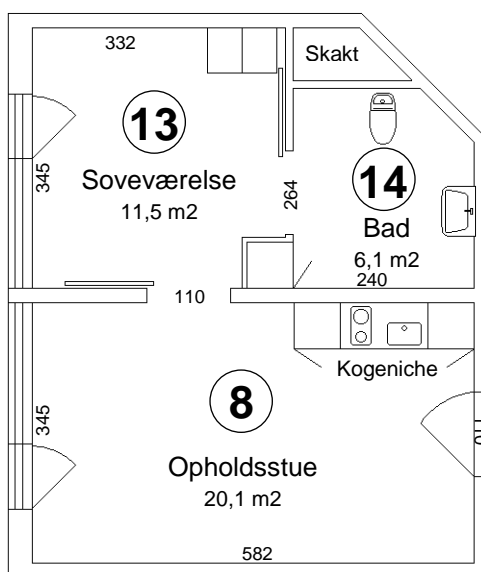 332
Skakt
13
345
Soveværelse
11,5 m2
264
14
Bad
6,1 m2
240
110
Kogeniche
345
8
Opholdsstue
20,1 m2
582